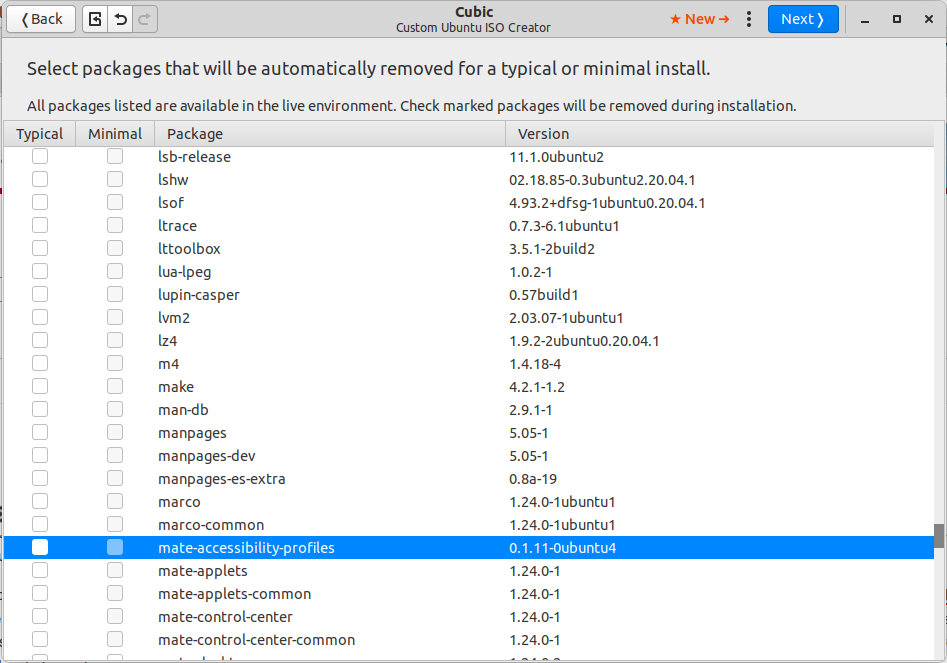 Cubic
❬ Back
Custom Ubuntu ISO Creator
★ New →
Next ❭
Select packages that will be automatically removed for a typical or minimal install.
All packages listed are available in the live environment. Check marked packages will be removed during installation.
Typical Minimal Package Version
lsb-release 11.1.0ubuntu2
lshw 02.18.85-0.3ubuntu2.20.04.1
lsof 4.93.2+dfsg-1ubuntu0.20.04.1
ltrace 0.7.3-6.1ubuntu1
lttoolbox 3.5.1-2build2
lua-lpeg 1.0.2-1
lupin-casper 0.57build1
lvm2 2.03.07-1ubuntu1
lz4 1.9.2-2ubuntu0.20.04.1
m4 1.4.18-4
make 4.2.1-1.2
man-db 2.9.1-1
manpages 5.05-1
manpages-dev 5.05-1
manpages-es-extra 0.8a-19
marco 1.24.0-1ubuntu1
marco-common 1.24.0-1ubuntu1
mate-accessibility-profiles 0.1.11-0ubuntu4
mate-applets 1.24.0-1
mate-applets-common 1.24.0-1
mate-control-center 1.24.0-1
mate-control-center-common 1.24.0-1